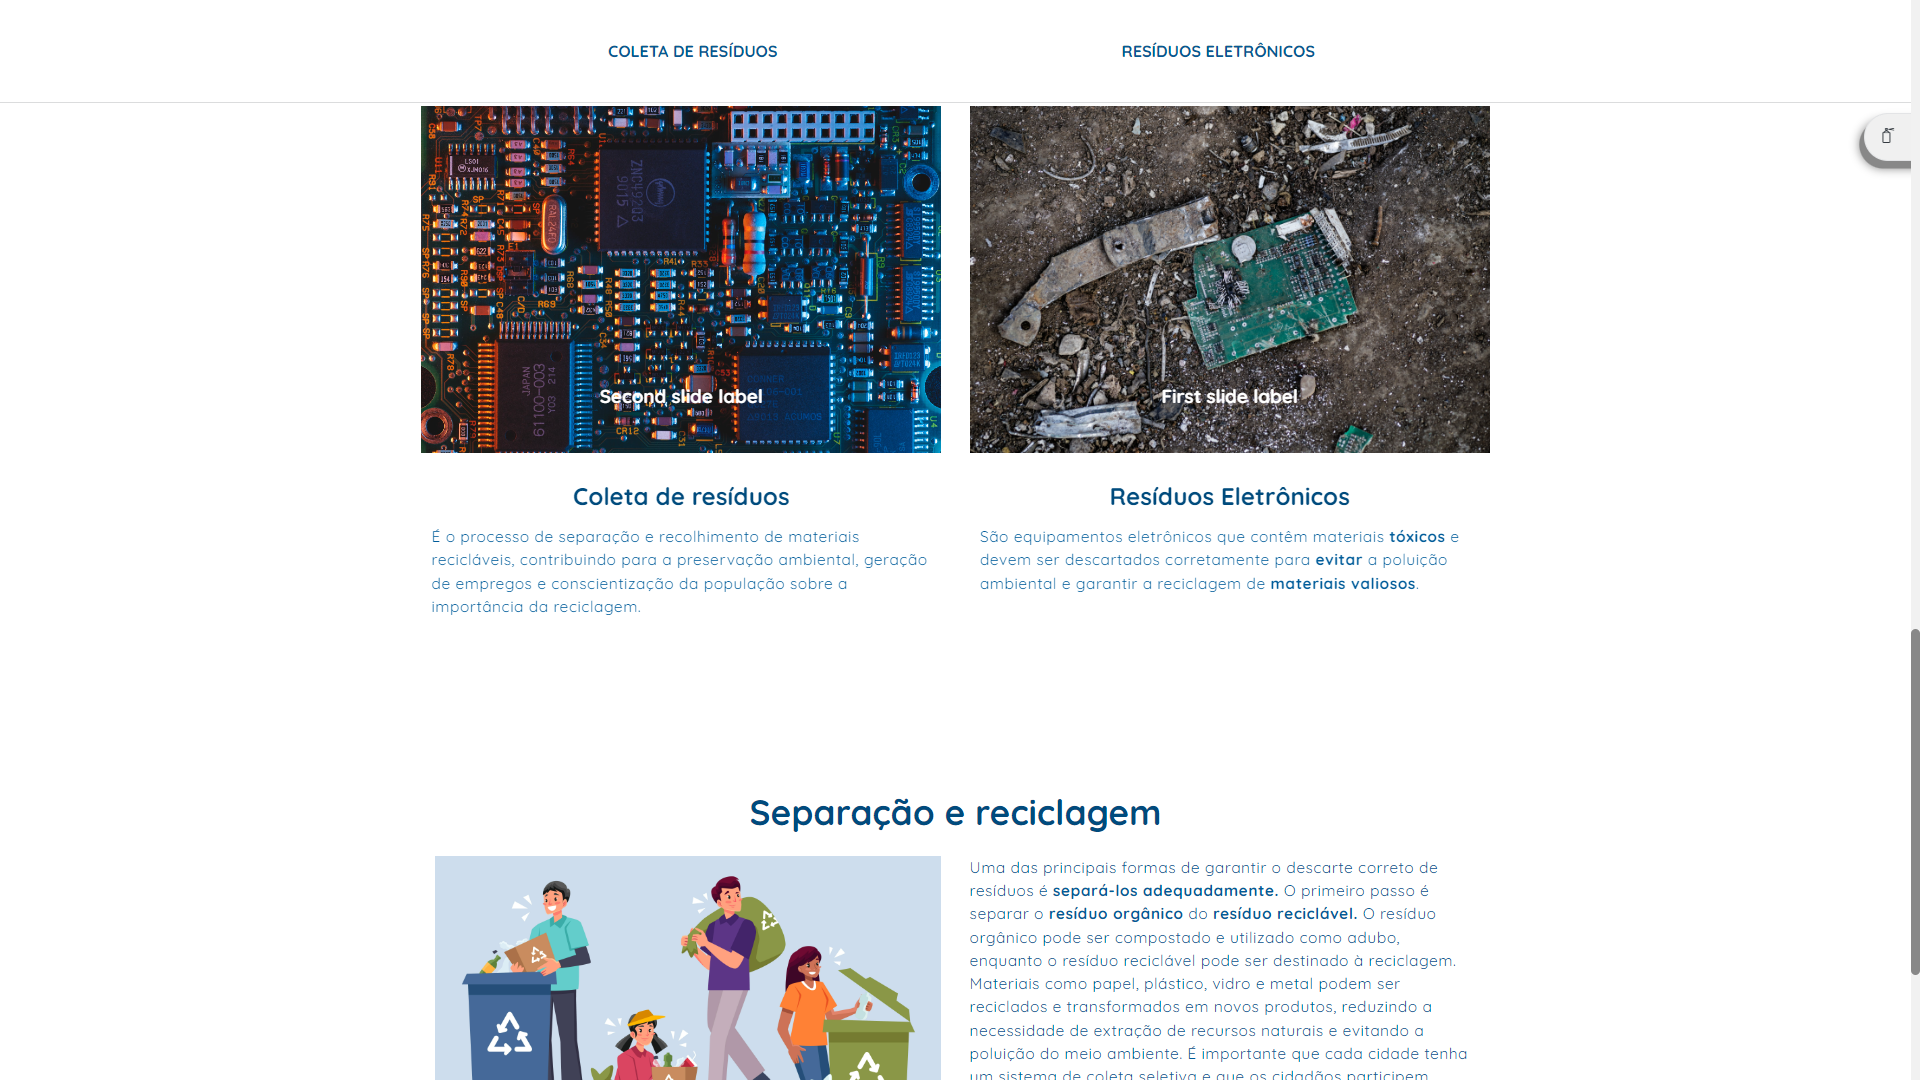 COLETA DE RESÍDUOS
RESÍDUOS ELETRÔNICOS
Second slide label
First slide label
Coleta de resíduos
É o processo de separação e recolhimento de materiais
recicláveis, contribuindo para a preservação ambiental, geração
de empregos e conscientização da população sobre a
importância da reciclagem.
Resíduos Eletrônicos
São equipamentos eletrônicos que contêm materiais tóxicos e
devem ser descartados corretamente para evitar a poluição
ambiental e garantir a reciclagem de materiais valiosos.
Separação e reciclagem
Uma das principais formas de garantir o descarte correto de
resíduos é separá-los adequadamente. O primeiro passo é
separar o resíduo orgânico do resíduo reciclável. O resíduo
orgânico pode ser compostado e utilizado como adubo,
enquanto o resíduo reciclável pode ser destinado à reciclagem.
Materiais como papel, plástico, vidro e metal podem ser
reciclados e transformados em novos produtos, reduzindo a
necessidade de extração de recursos naturais e evitando a
poluição do meio ambiente. É importante que cada cidade tenha
um sistema de coleta seletiva e que os cidadãos participem